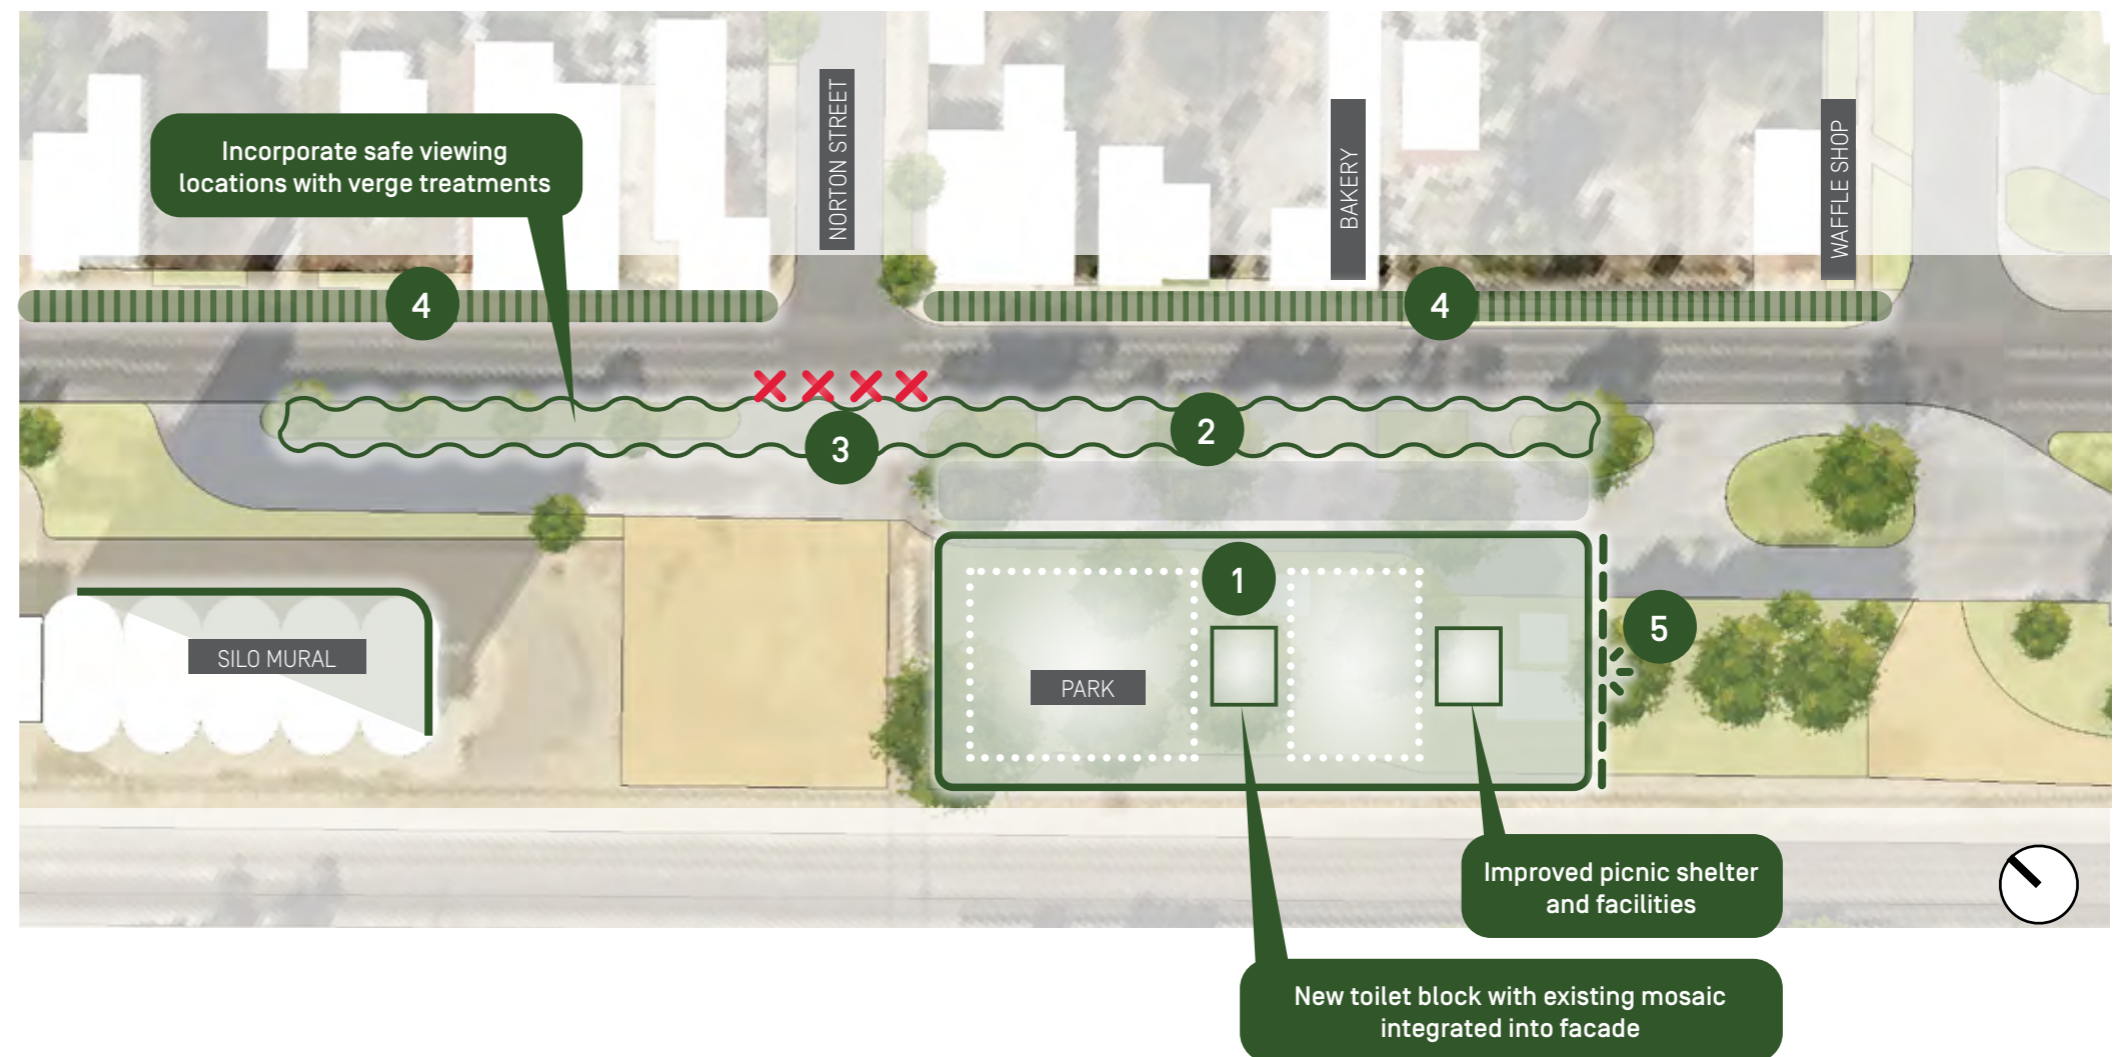 Incorporate safe viewing
locations with verge treatments
NORTON STREET
BAKERY
WAFFLE SHOP
4
4
3
2
1
5
SILO MURAL
PARK
Improved picnic shelter
and facilities
New toilet block with existing mosaic
integrated into facade